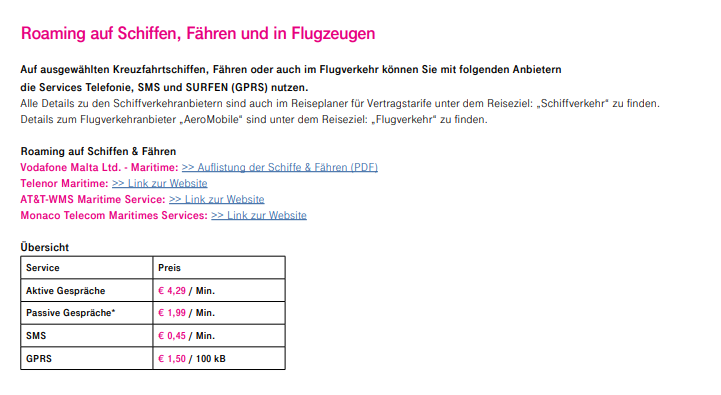 Roaming auf Schiffen, Fähren und in Flugzeugen
Auf ausgewählten Kreuzfahrtschiffen, Fähren oder auch im Flugverkehr können Sie mit folgenden Anbietern
die Services Telefonie, SMS und SURFEN (GPRS) nutzen.
Alle Details zu den Schiffverkehranbietern sind auch im Reiseplaner für Vertragstarife unter dem Reiseziel: „Schiffverkehr“ zu finden.
Details zum Flugverkehranbieter „AeroMobile“ sind unter dem Reiseziel: „Flugverkehr“ zu finden.
Roaming auf Schiffen & Fähren
Vodafone Malta Ltd. - Maritime: >> Auflistung der Schiffe & Fähren (PDF)
Telenor Maritime: >> Link zur Website
AT&T-WMS Maritime Service: >> Link zur Website
Monaco Telecom Maritimes Services: >> Link zur Website
Übersicht
Service Preis
Aktive Gespräche € 4,29 / Min.
Passive Gespräche* € 1,99 / Min.
SMS € 0,45 / Min.
GPRS € 1,50 / 100 kB